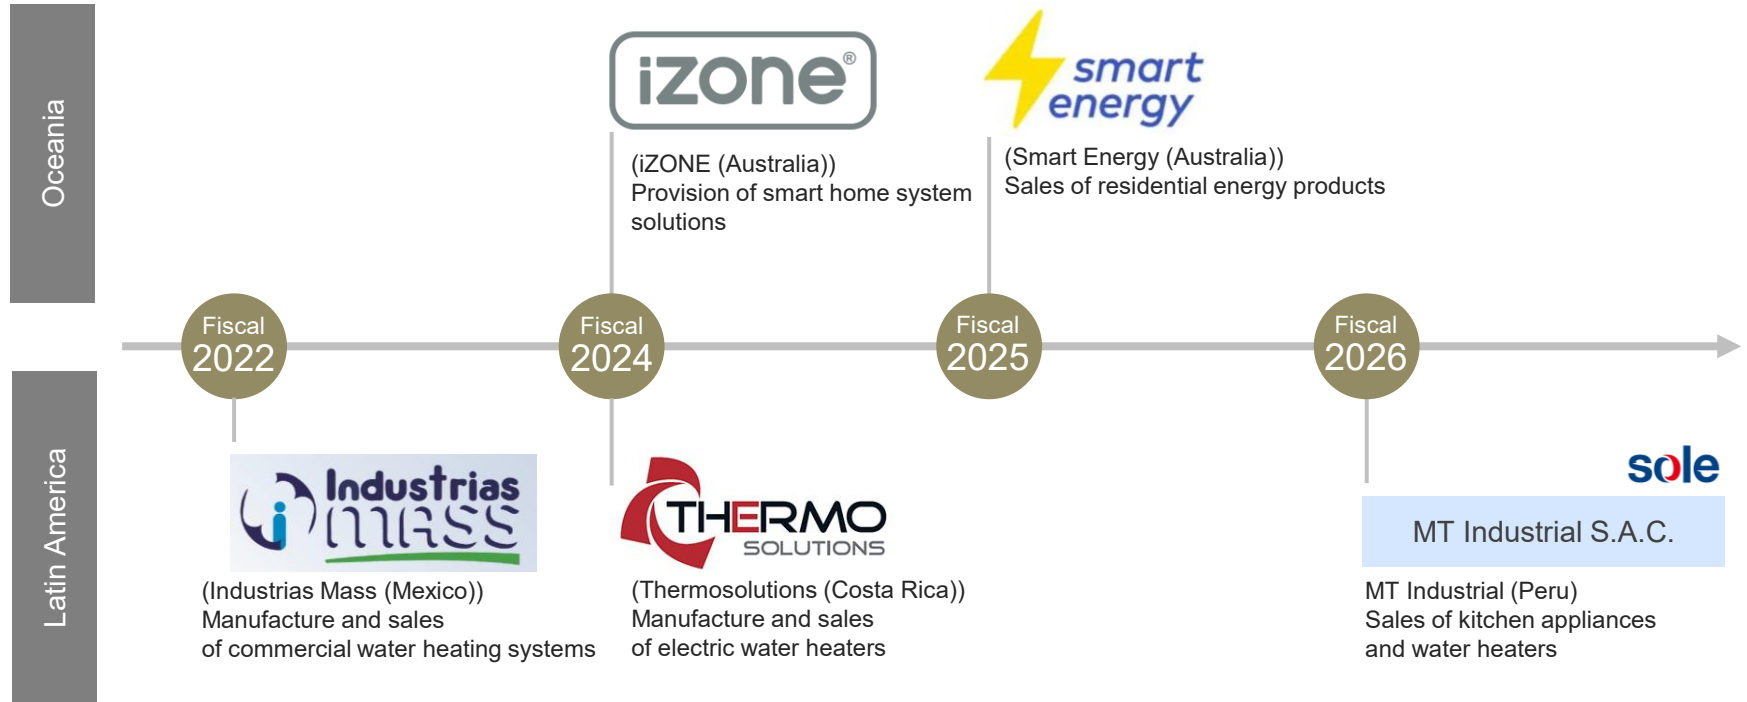 Oceania
izone®
(iZONE (Australia))
Provision of smart home system
solutions
smart
energy
(Smart Energy (Australia))
Sales of residential energy products
Fiscal
2022
Fiscal
2024
Fiscal
2025
Fiscal
2026
Latin America
Industrias
MASS
(Industrias Mass (Mexico))
Manufacture and sales
of commercial water heating systems
THERMO
SOLUTIONS
(Thermosolutions (Costa Rica))
Manufacture and sales
of electric water heaters
sole
MT Industrial S.A.C.
MT Industrial (Peru)
Sales of kitchen appliances
and water heaters